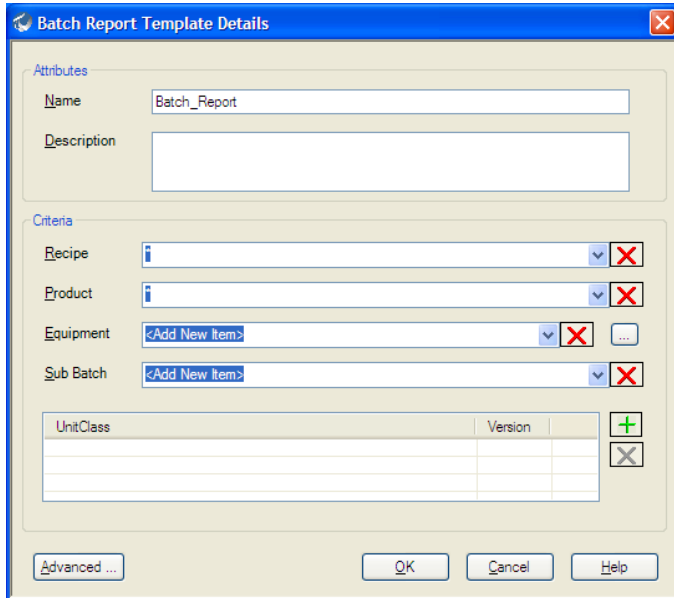 Batch Report Template Details
Attributes
Name Batch_Report
Description
Criteria
Recipe *
Product *
Equipment <Add New Item> ...
Sub Batch <Add New Item>
UnitClass Version
Advanced ... OK Cancel Help